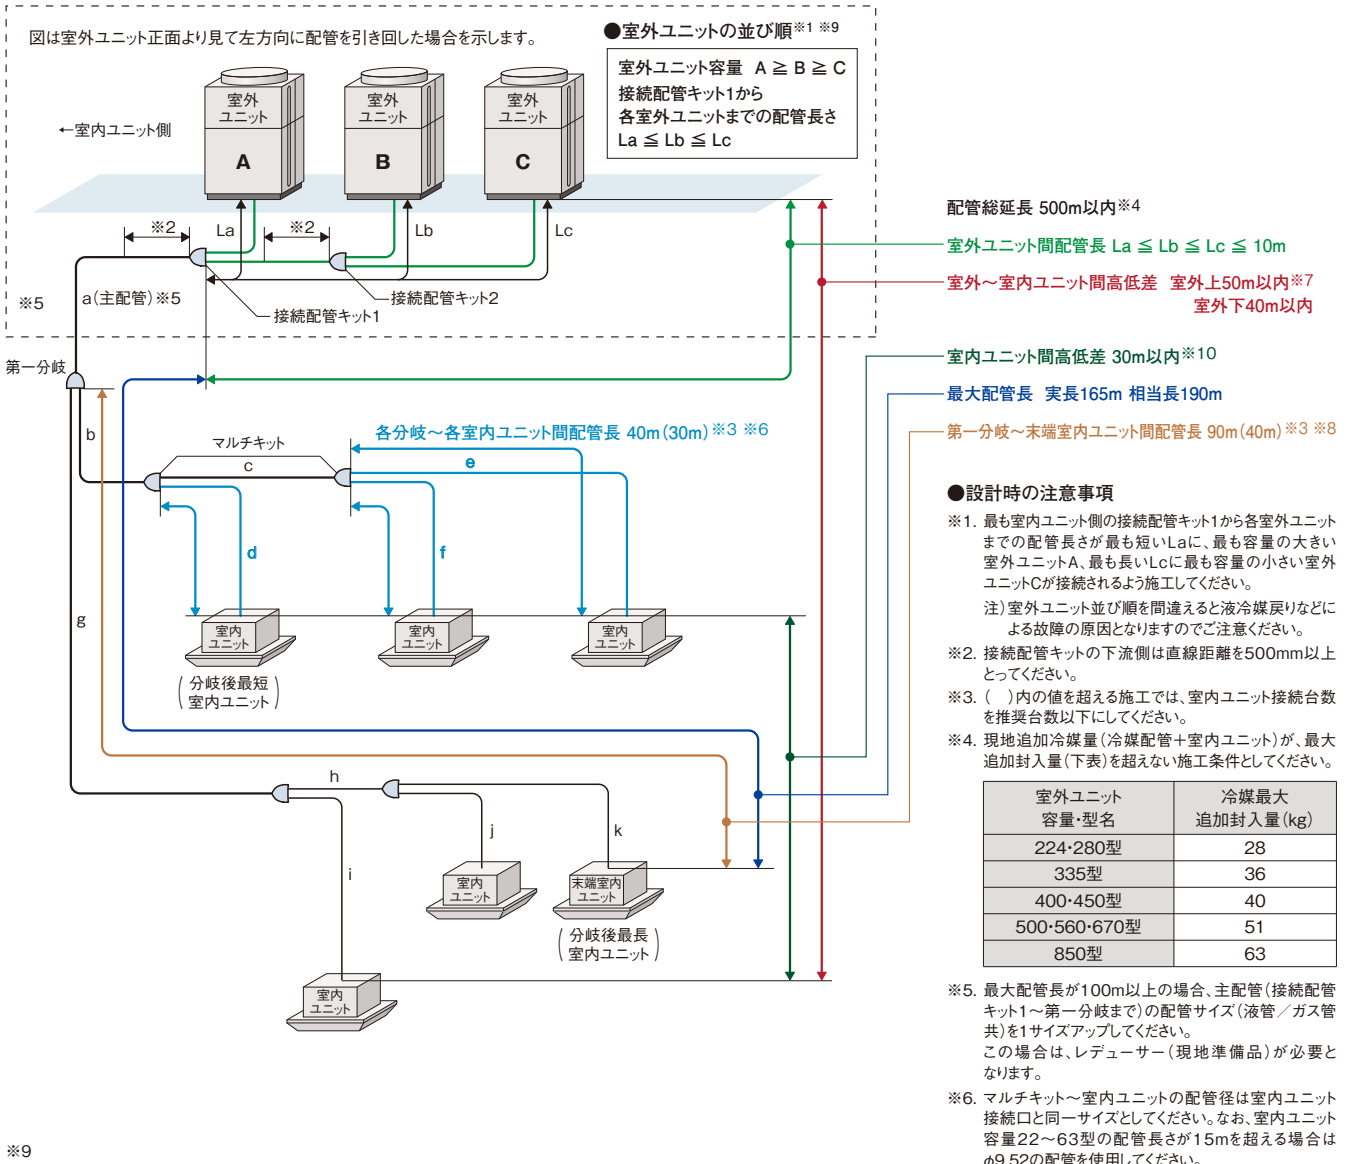 図は室外ユニット正面より見て左方向に配管を引き回した場合を示します。
●室外ユニットの並び順※1 ※9
室外ユニット容量 A ≧ B ≧ C
接続配管キット1から
各室外ユニットまでの配管長さ
La ≦ Lb ≦ Lc
室外
ユニット
A
室外
ユニット
B
室外
ユニット
C
←室内ユニット側
※2
La
※2
Lb
Lc
※5
a(主配管)※5
接続配管キット2
接続配管キット1
第一分岐
配管総延長 500m以内※4
室外ユニット間配管長 La ≦ Lb ≦ Lc ≦ 10m
室外～室内ユニット間高低差 室外上50m以内※7
室外下40m以内
室内ユニット間高低差 30m以内※10
最大配管長 実長165m 相当長190m
第一分岐～末端室内ユニット間配管長 90m(40m)※3 ※8
各分岐～各室内ユニット間配管長 40m(30m)※3 ※6
b
マルチキット
c
e
d
f
g
室内
ユニット
室内
ユニット
室内
ユニット
(分岐後最短
室内ユニット)
h
i
j
k
室内
ユニット
末端室内
ユニット
(分岐後最長
室内ユニット)
室内
ユニット
●設計時の注意事項
※1. 最も室内ユニット側の接続配管キット1から各室外ユニット
までの配管長さが最も短いLaに、最も容量の大きい
室外ユニットA、最も長いLcに最も容量の小さい室外
ユニットCが接続されるよう施工してください。
注)室外ユニット並び順を間違えると液冷媒戻りなどに
よる故障の原因となりますのでご注意ください。
※2. 接続配管キットの下流側は直線距離を500mm以上
とってください。
※3. ( )内の値を超える施工では、室内ユニット接続台数
を推奨台数以下にしてください。
※4. 現地追加冷媒量(冷媒配管＋室内ユニット)が、最大
追加封入量(下表)を超えない施工条件としてください。
室外ユニット
容量・型名
冷媒最大
追加封入量(kg)
224・280型 28
335型 36
400・450型 40
500・560・670型 51
850型 63
※5. 最大配管長が100m以上の場合、主配管(接続配管
キット1～第一分岐まで)の配管サイズ(液管／ガス管
共)を1サイズアップしてください。
この場合は、レデューサー(現地準備品)が必要と
なります。
※6. マルチキット～室内ユニットの配管径は室内ユニット
接続口と同一サイズとしてください。なお、室内ユニット
容量22～63型の配管長さが15mを超える場合は
φ9.52の配管を使用してください。
※9